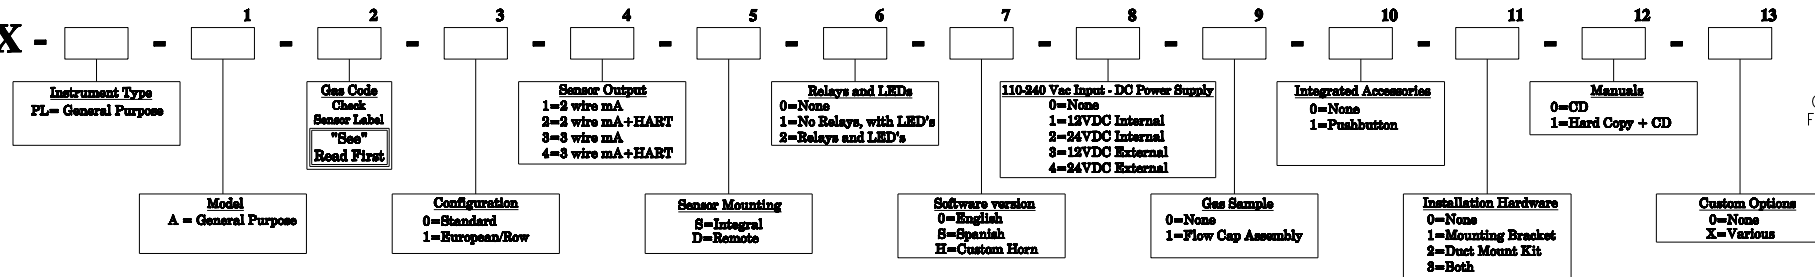 1 2 3 4 5 6 7 8 9 10 11 12 13
X - - - - - - - - - - - - - -
Instrument Type
PL= General Purpose
Model
A = General Purpose
Gas Code
Check
Sensor Label
"See"
Read First
Configuration
0=Standard
1=European/Row
Sensor Output
1=2 wire mA
2=2 wire mA+HART
3=3 wire mA
4=3 wire mA+HART
Sensor Mounting
S=Integral
D=Remote
Relays and LEDs
0=None
1=No Relays, with LED's
2=Relays and LED's
Software version
0=English
S=Spanish
H=Custom Horn
110-240 Vac Input - DC Power Supply
0=None
1=12VDC Internal
2=24VDC Internal
3=12VDC External
4=24VDC External
Gas Sample
0=None
1=Flow Cap Assembly
Integrated Accessories
0=None
1=Pushbutton
Installation Hardware
0=None
1=Mounting Bracket
2=Duct Mount Kit
3=Both
Manuals
0=CD
1=Hard Copy + CD
Custom Options
0=None
X=Various
F